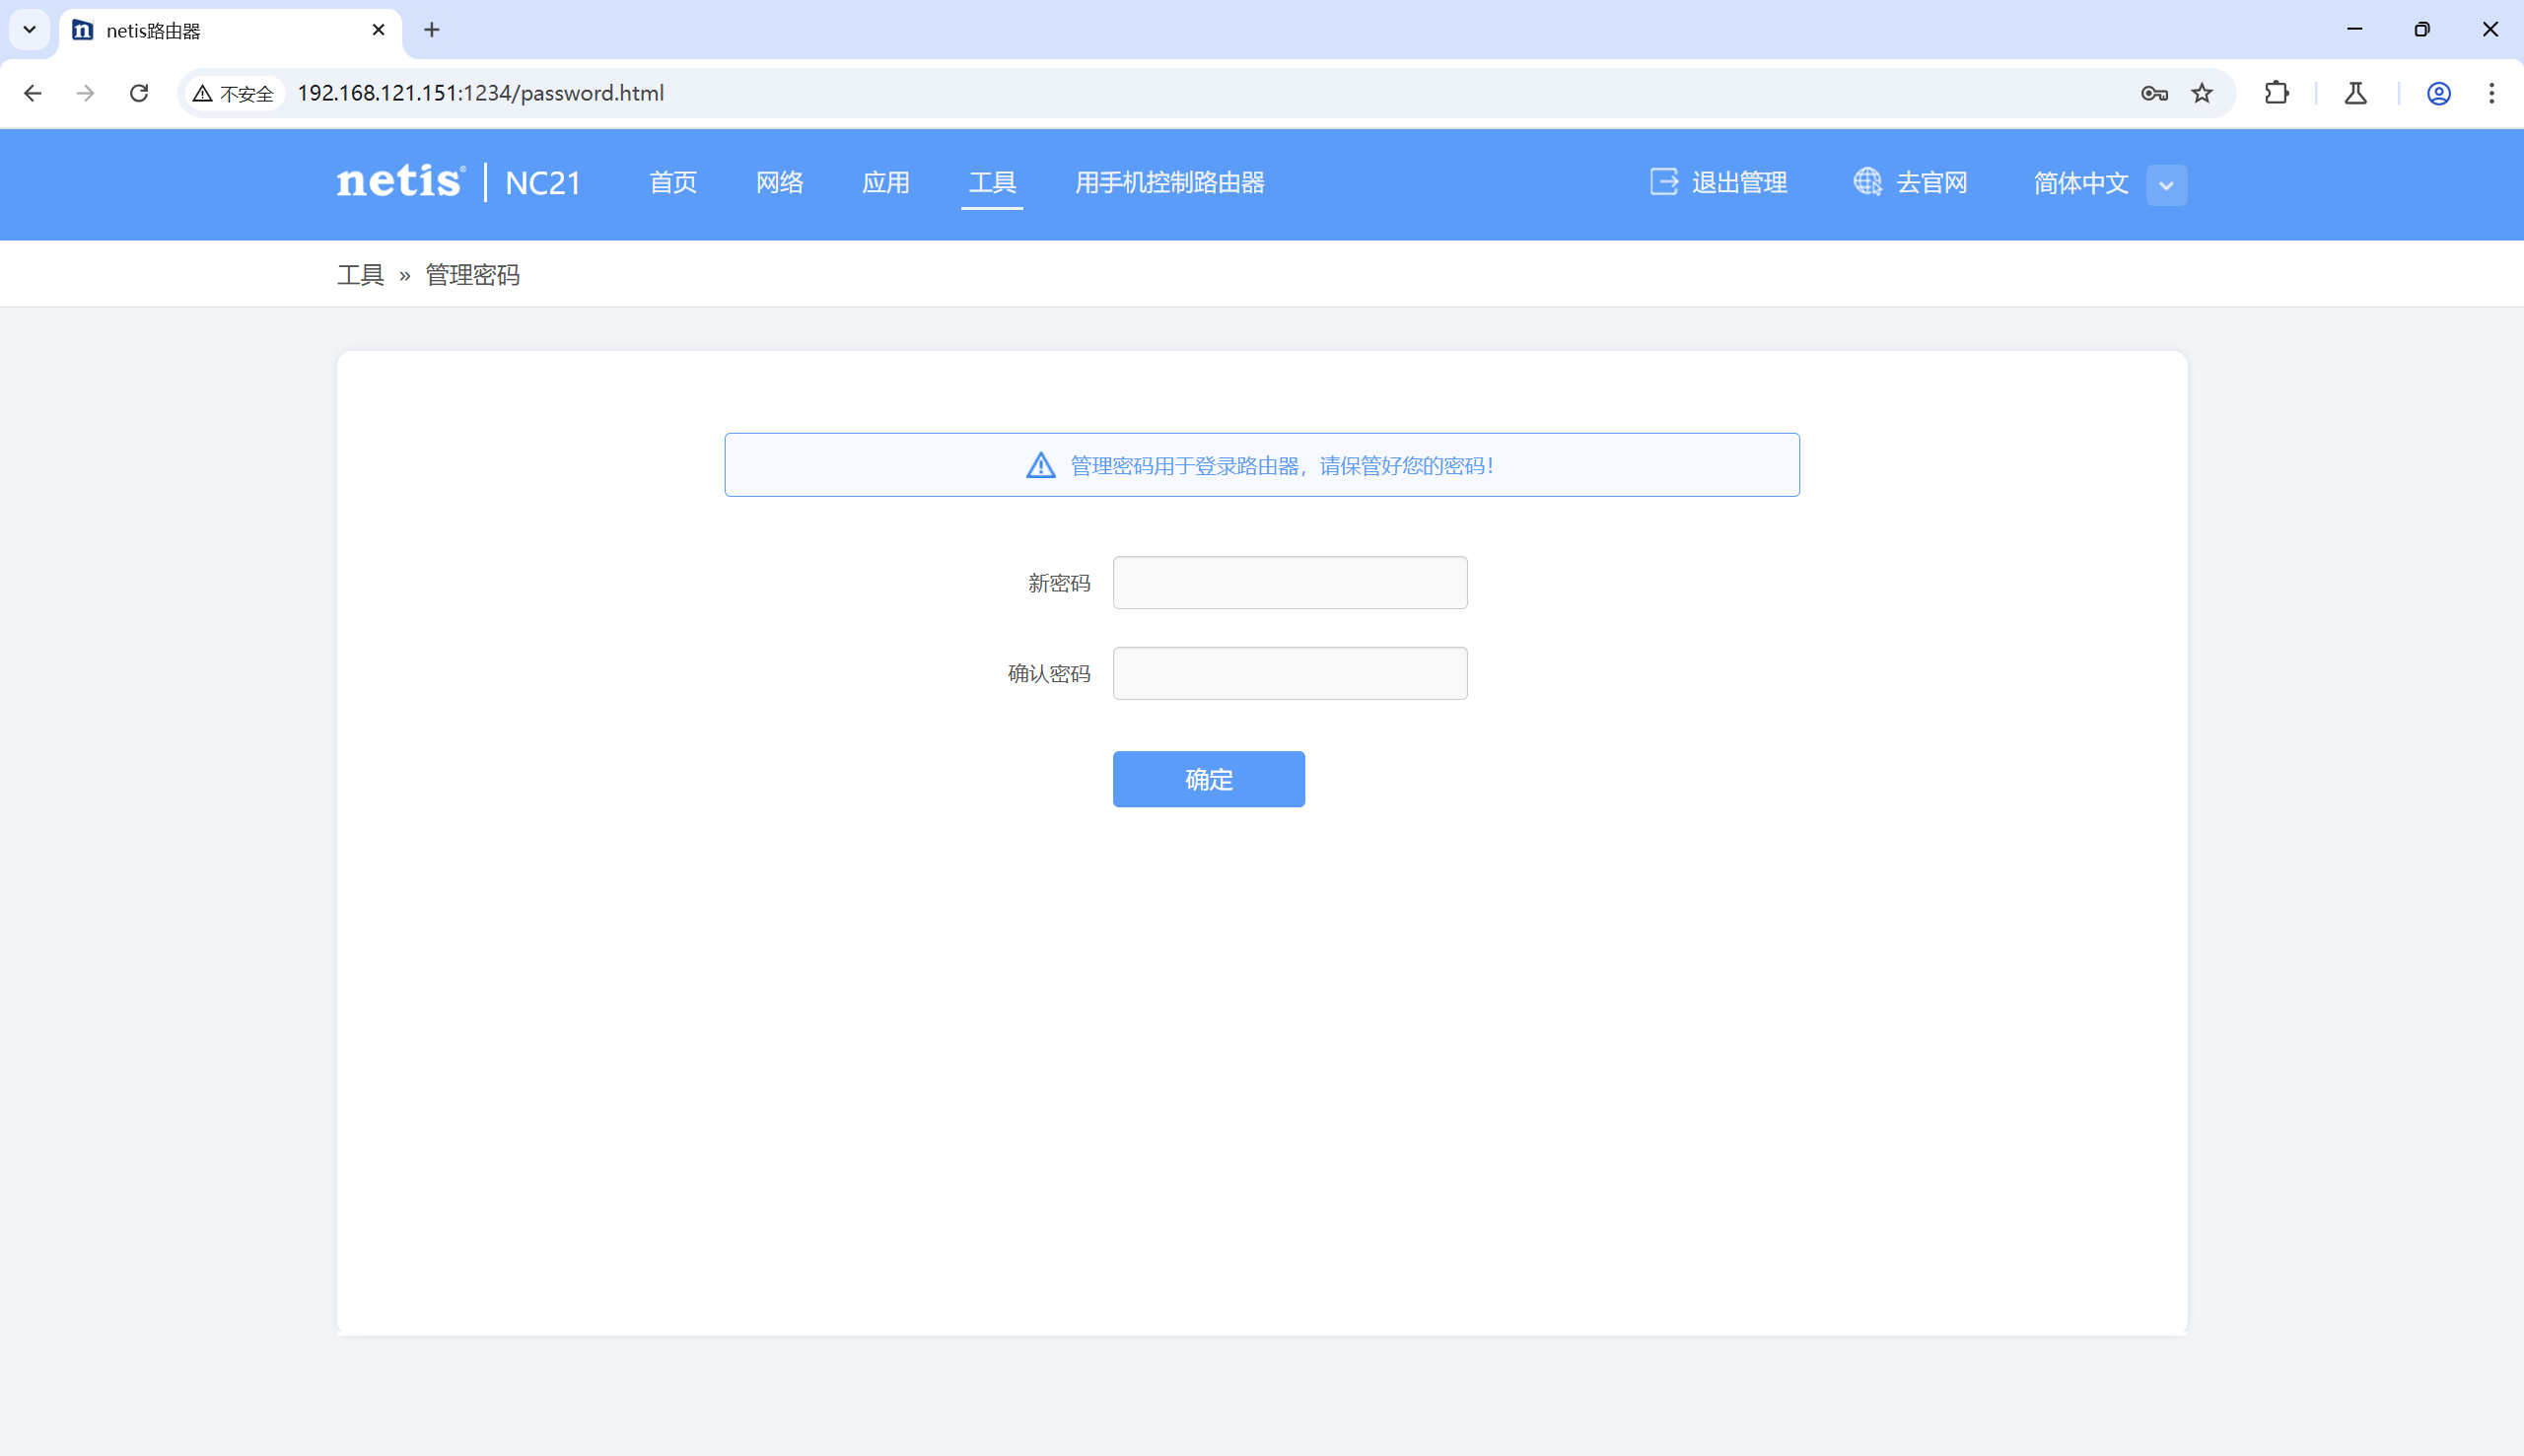 netis路由器
不安全 192.168.121.151:1234/password.html
netis® NC21 首页 网络 应用 工具 用手机控制路由器 退出管理 去官网 简体中文
工具 » 管理密码
管理密码用于登录路由器，请保管好您的密码！
新密码
确认密码
确定